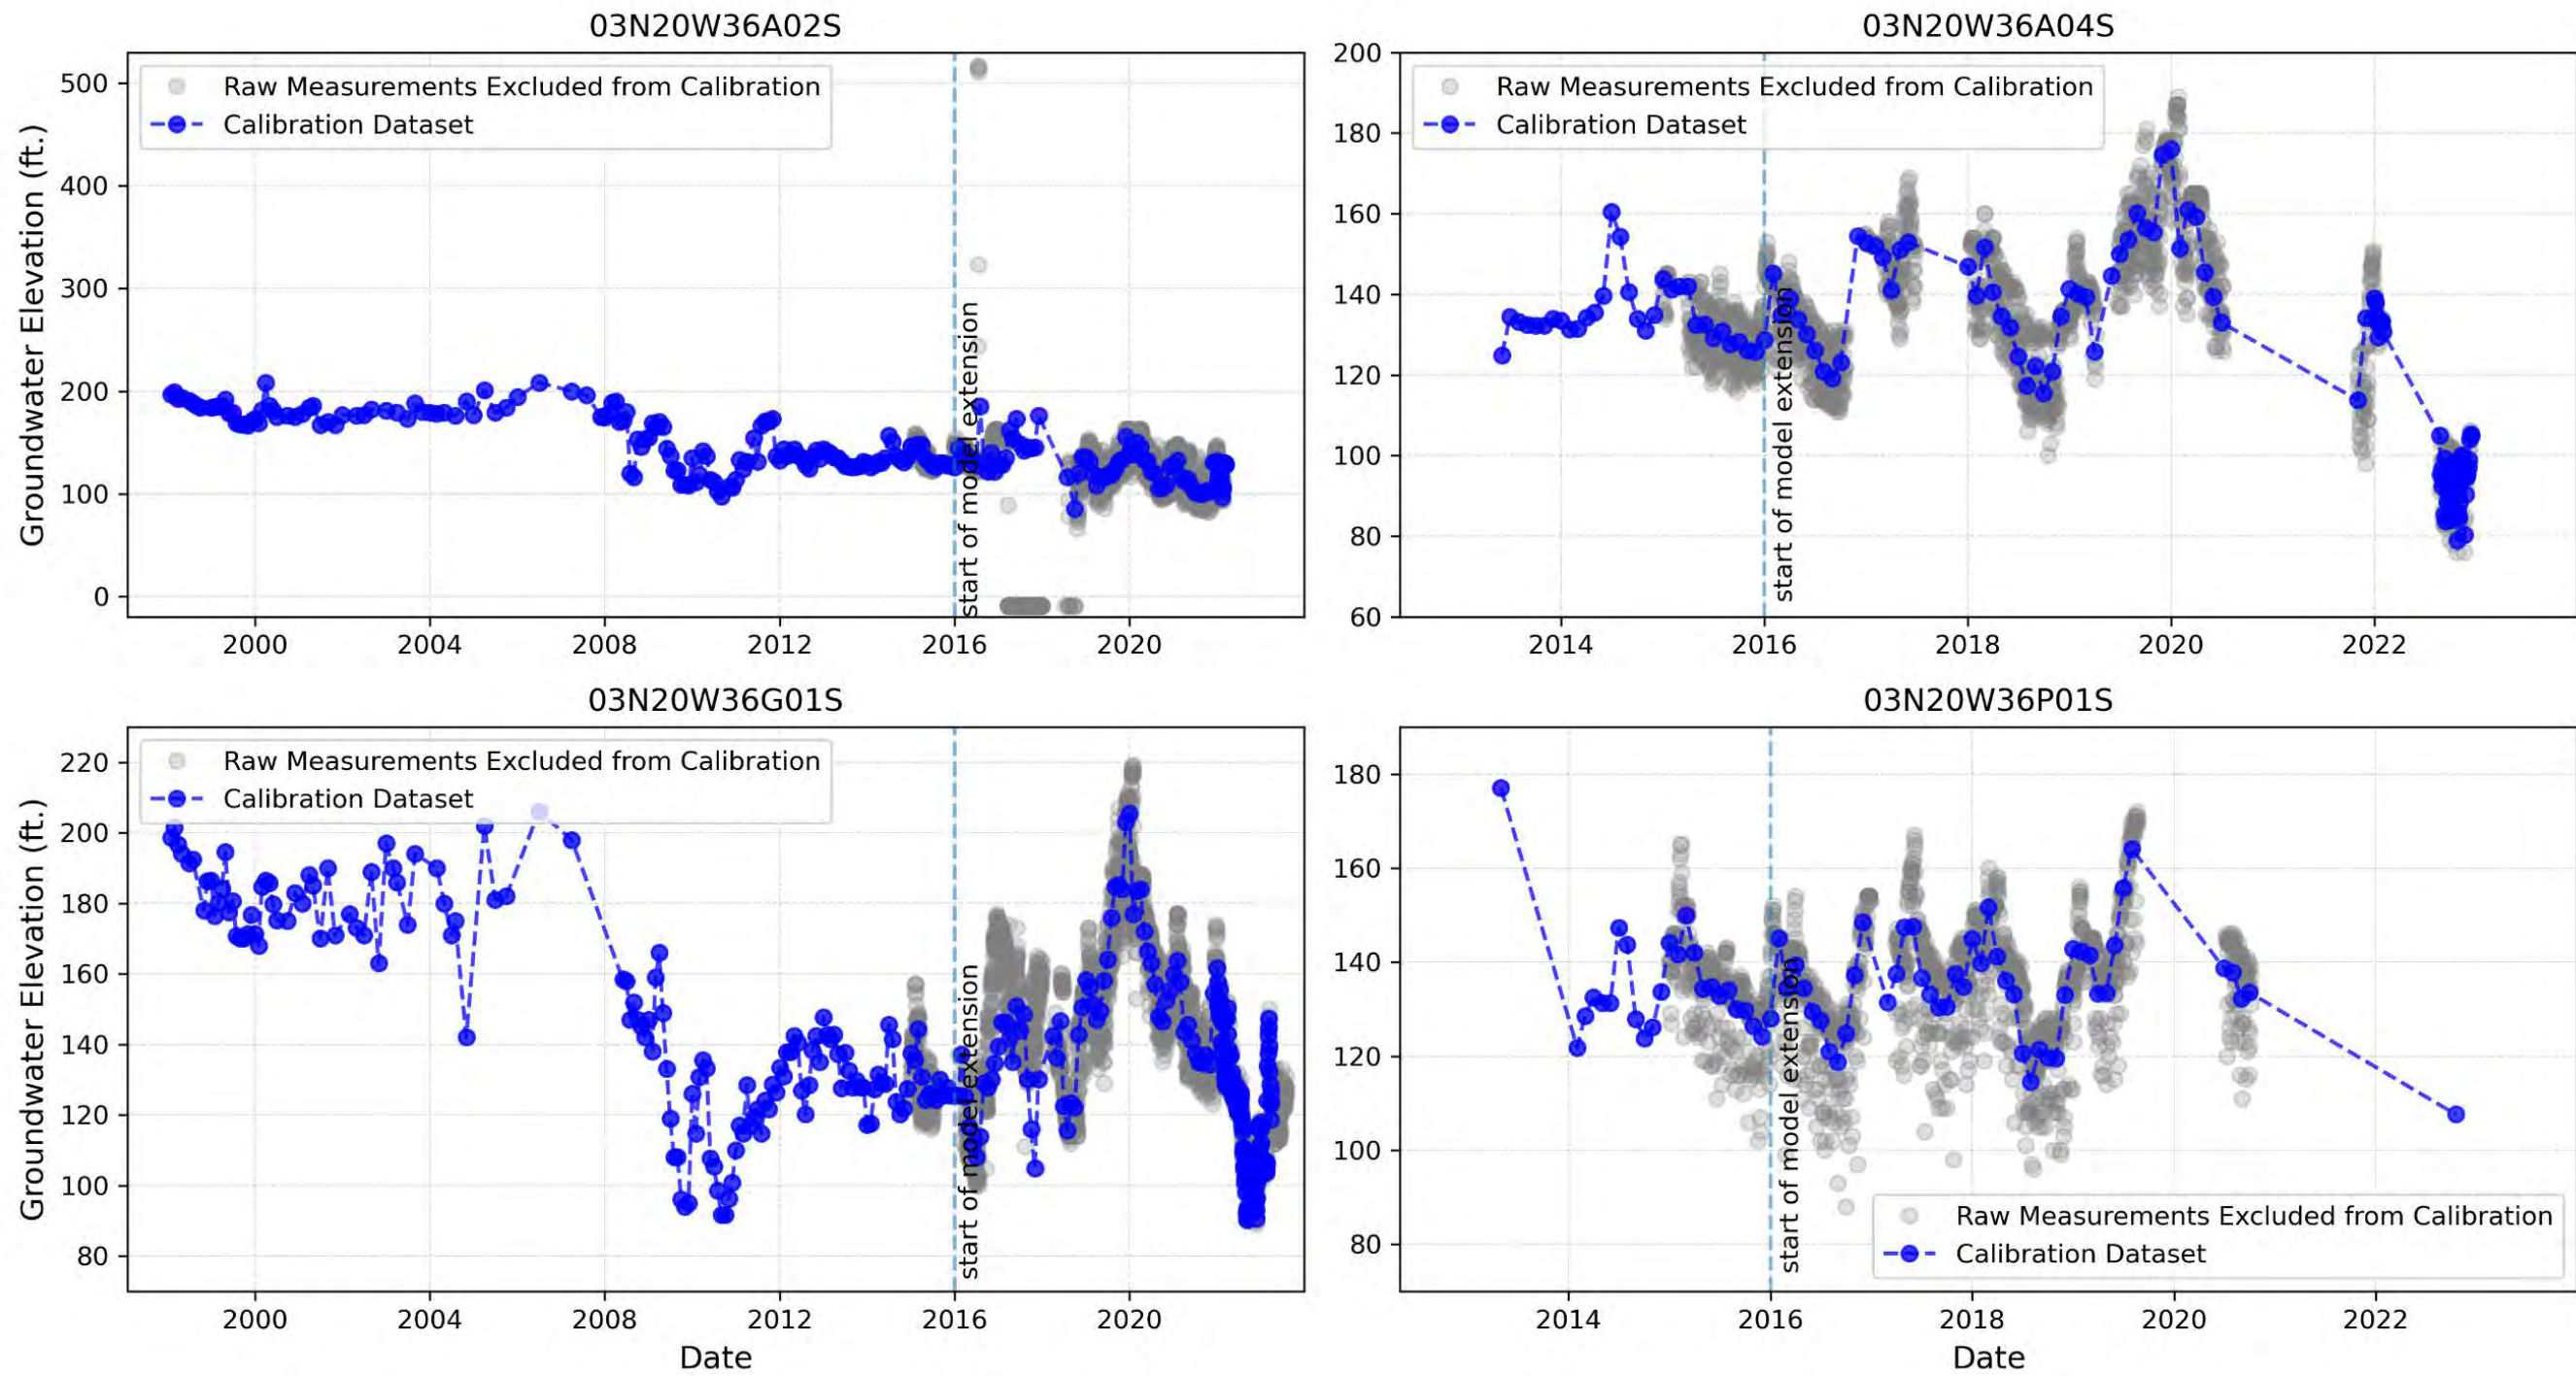 03N20W36A02S
Raw Measurements Excluded from Calibration
Calibration Dataset
Groundwater Elevation (ft.)
500
400
300
200
100
0
start of model extension
2000
2004
2008
2012
2016
2020
03N20W36A04S
Raw Measurements Excluded from Calibration
Calibration Dataset
200
180
160
140
120
100
80
60
start of model extension
2014
2016
2018
2020
2022
03N20W36G01S
Raw Measurements Excluded from Calibration
Calibration Dataset
Groundwater Elevation (ft.)
220
200
180
160
140
120
100
80
start of model extension
2000
2004
2008
2012
2016
2020
Date
03N20W36P01S
180
160
140
120
100
80
start of model extension
Raw Measurements Excluded from Calibration
Calibration Dataset
2014
2016
2018
2020
2022
Date